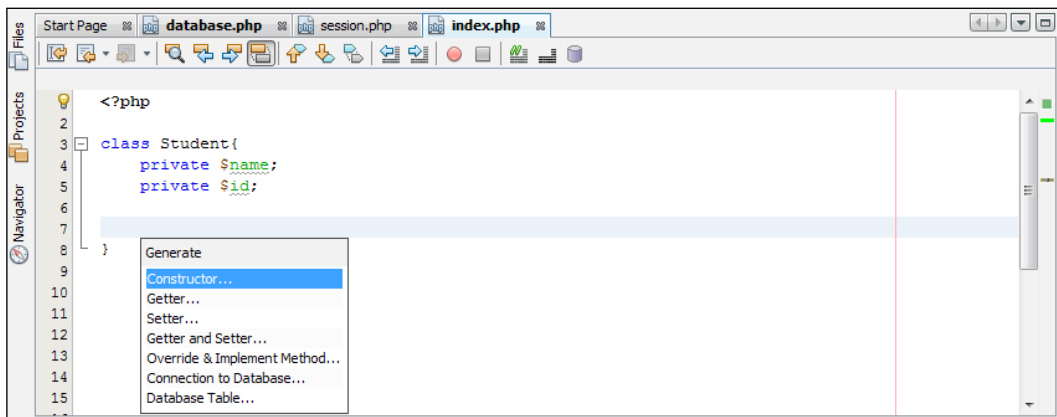 Start Page database.php session.php index.php
Files
Projects
Navigator
<?php
2
3 class Student{
4 private $name;
5 private $id;
6
7
8 }
9
10
11
12
13
14
15
Generate
Constructor...
Getter...
Setter...
Getter and Setter...
Override & Implement Method...
Connection to Database...
Database Table...